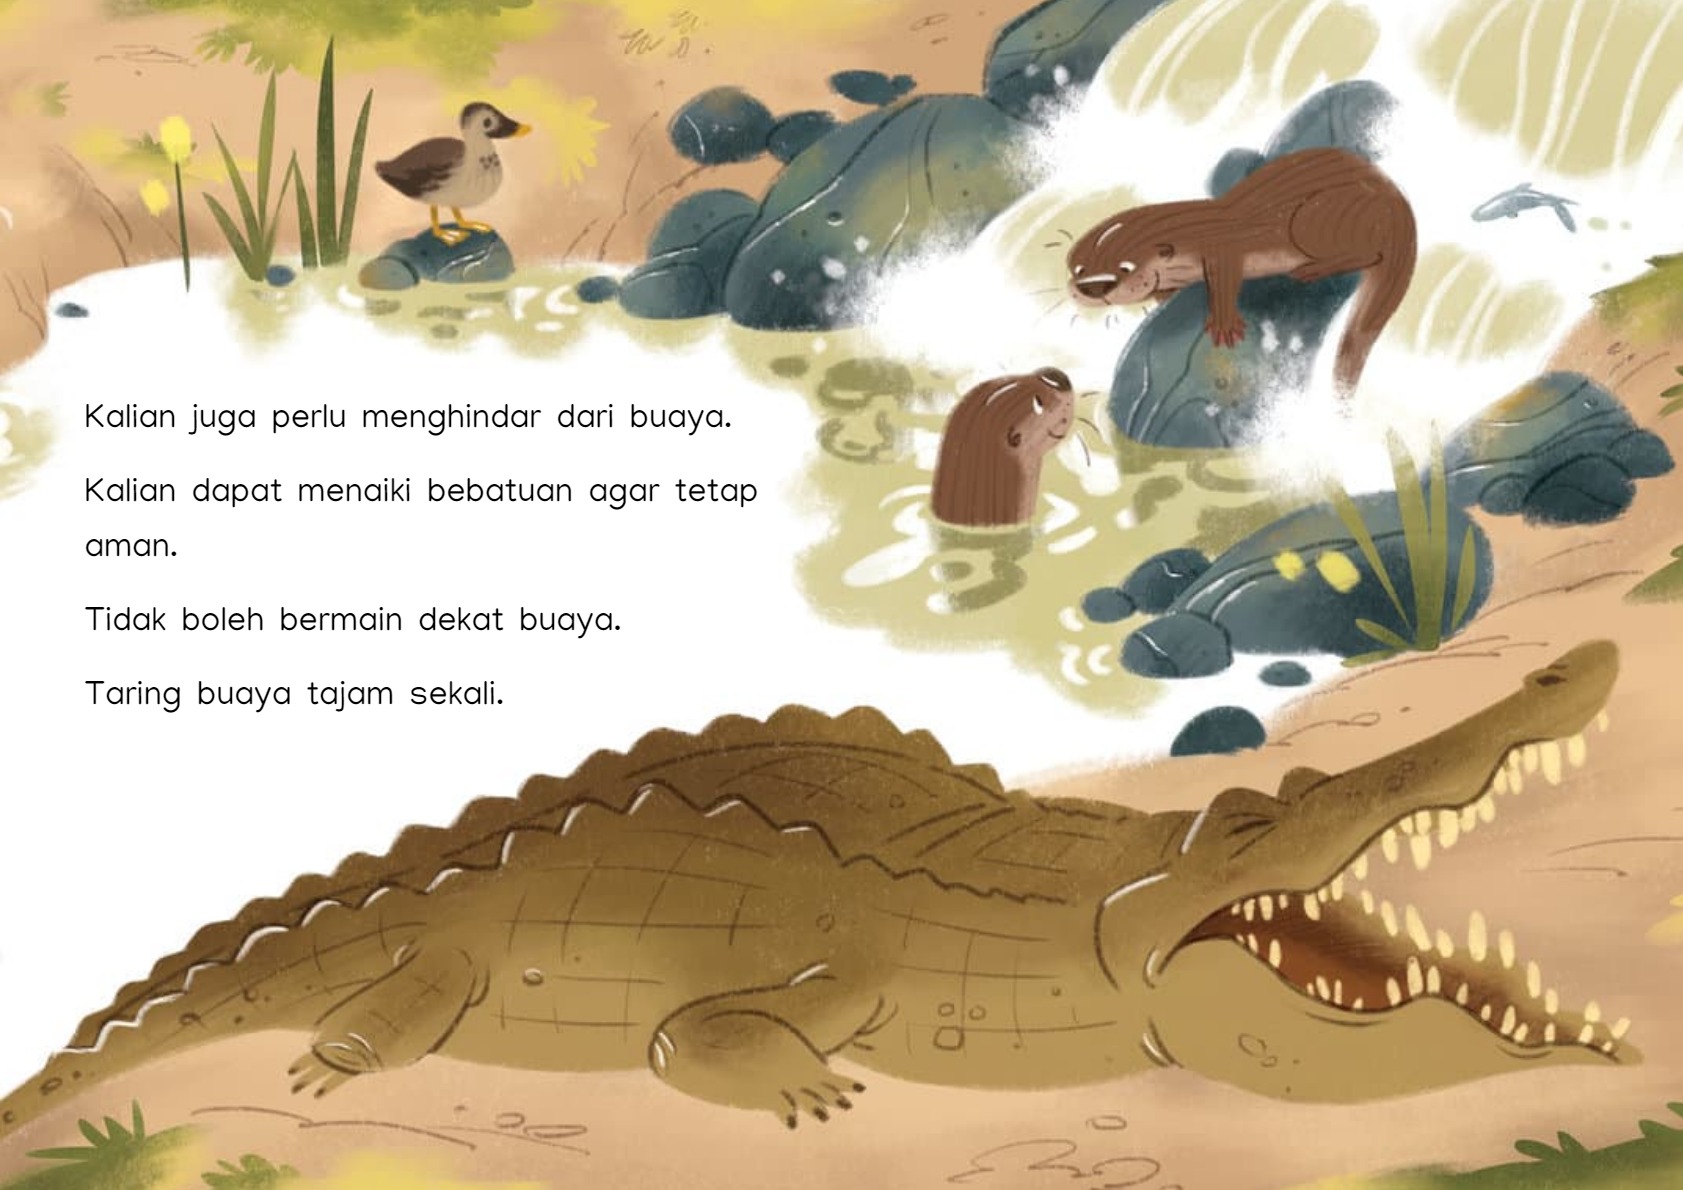 Kalian juga perlu menghindar dari buaya.
Kalian dapat menaiki bebatuan agar tetap
aman.
Tidak boleh bermain dekat buaya.
Taring buaya tajam sekali.